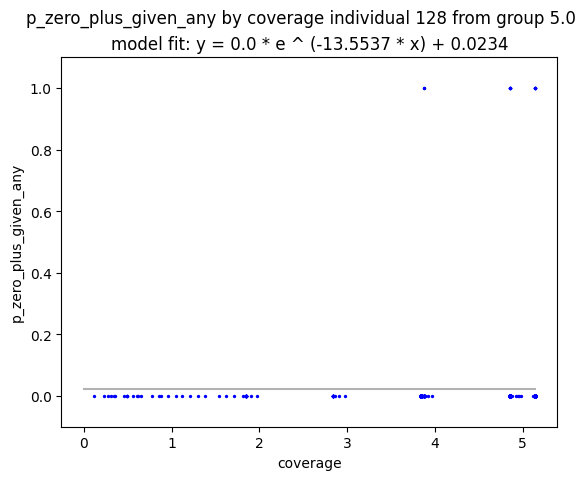 p_zero_plus_given_any by coverage individual 128 from group 5.0
model fit: y = 0.0 * e ^ (-13.5537 * x) + 0.0234
1.0
0.8
0.6
0.4
0.2
0.0
p_zero_plus_given_any
0 1 2 3 4 5
coverage